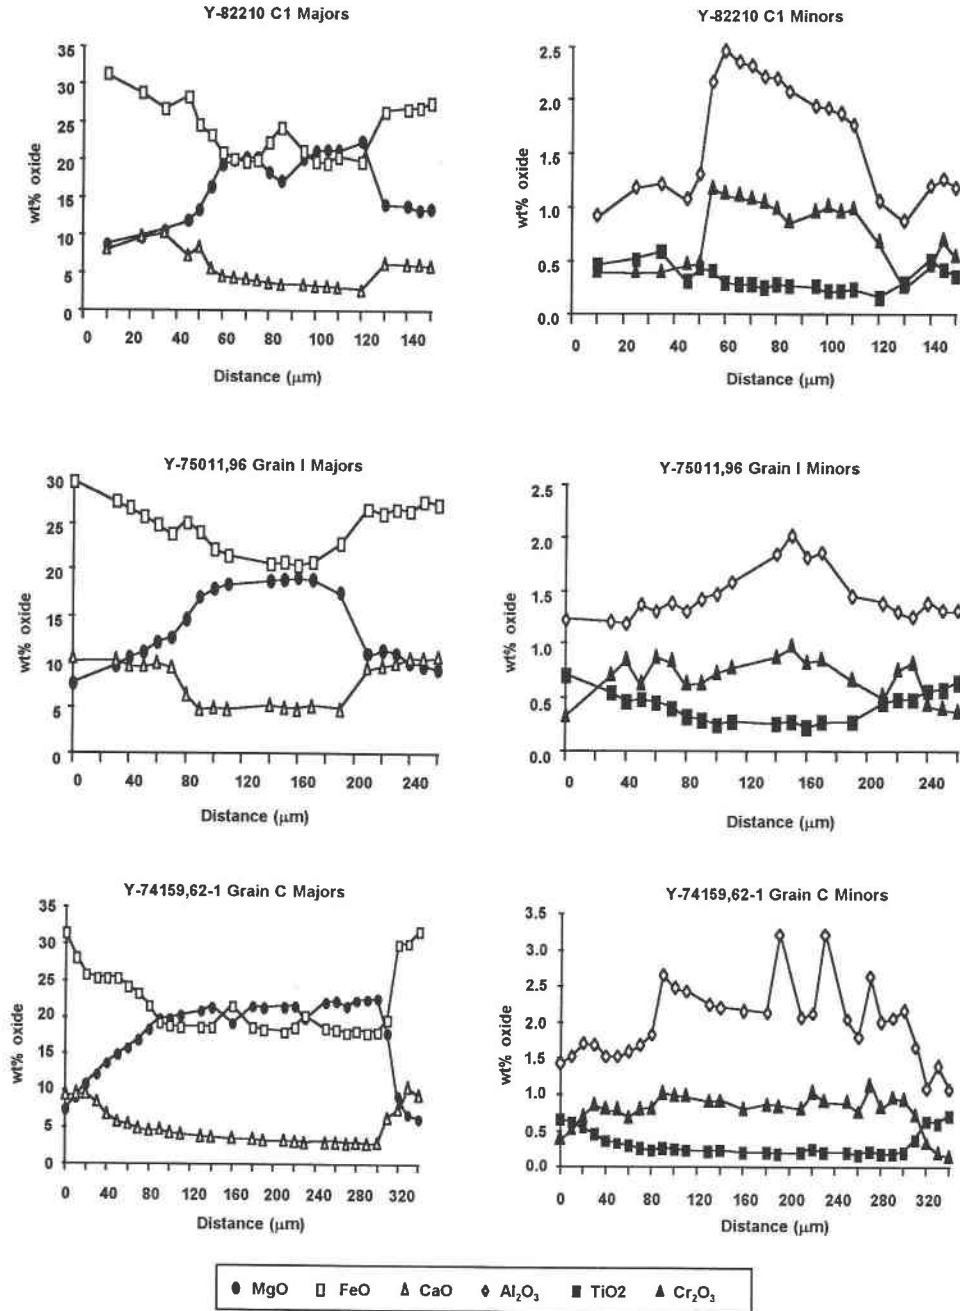 Y-82210 C1 Majors
35
30
25
20
15
10
5
0
wt% oxide
0 20 40 60 80 100 120 140
Distance (μm)
Y-82210 C1 Minors
2.5
2.0
1.5
1.0
0.5
0.0
wt% oxide
0 20 40 60 80 100 120 140
Distance (μm)
Y-75011,96 Grain I Majors
30
25
20
15
10
5
0
wt% oxide
0 40 80 120 160 200 240
Distance (μm)
Y-75011,96 Grain I Minors
2.5
2.0
1.5
1.0
0.5
0.0
wt% oxide
0 40 80 120 160 200 240
Distance (μm)
Y-74159,62-1 Grain C Majors
35
30
25
20
15
10
5
0
wt% oxide
0 40 80 120 160 200 240 280 320
Distance (μm)
Y-74159,62-1 Grain C Minors
3.5
3.0
2.5
2.0
1.5
1.0
0.5
0.0
wt% oxide
0 40 80 120 160 200 240 280 320
Distance (μm)
MgO FeO CaO Al₂O₃ TiO2 Cr₂O₃